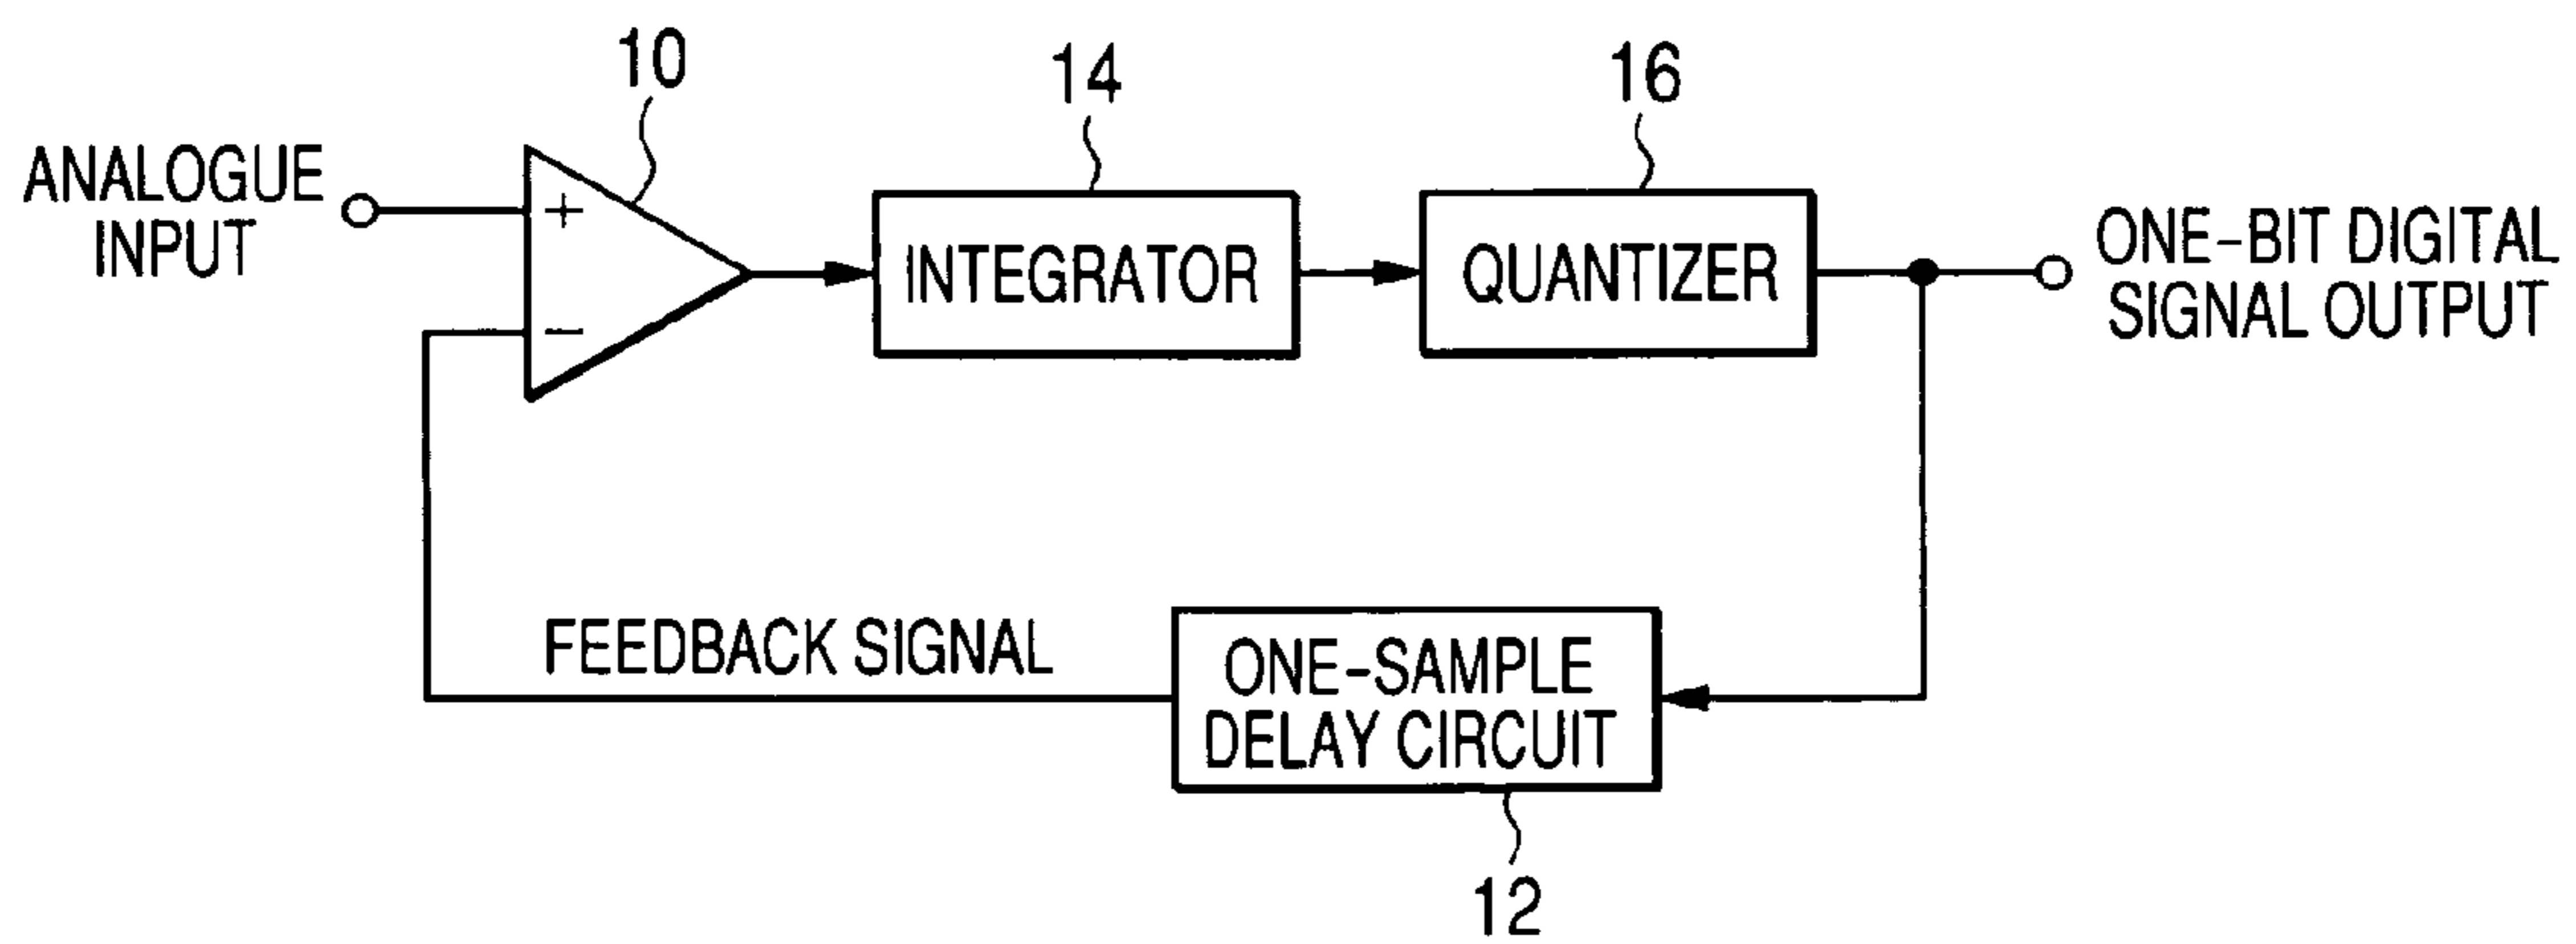 10
14
16
ANALOGUE
INPUT
+
−
INTEGRATOR
QUANTIZER
ONE-BIT DIGITAL
SIGNAL OUTPUT
FEEDBACK SIGNAL
ONE-SAMPLE
DELAY CIRCUIT
12